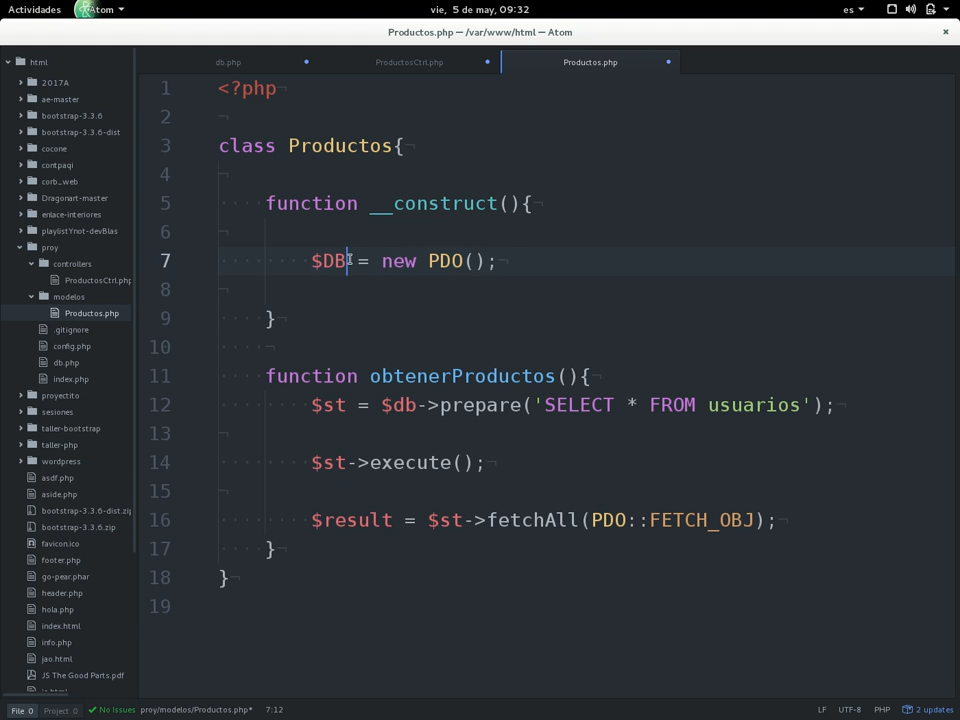 Actividades
Atom
vie, 5 de may, 09:32
es
Productos.php — /var/www/html — Atom
×
html
2017A
ae-master
bootstrap-3.3.6
bootstrap-3.3.6-dist
cocone
contpaqi
corb_web
Dragonart-master
enlace-interiores
playlistYnot-devBlas
proy
controllers
ProductosCtrl.php
modelos
Productos.php
.gitignore
config.php
db.php
index.php
proyectito
sesiones
taller-bootstrap
taller-php
wordpress
asdf.php
aside.php
bootstrap-3.3.6-dist.zip
bootstrap-3.3.6.zip
favicon.ico
footer.php
go-pear.phar
header.php
hola.php
index.html
info.php
jao.html
JS The Good Parts.pdf
db.php
ProductosCtrl.php
Productos.php
1 <?php
2
3 class Productos{
4
5 function __construct(){
6
7 $DB = new PDO();
8
9 }
10
11 function obtenerProductos(){
12 $st = $db->prepare('SELECT * FROM usuarios');
13
14 $st->execute();
15
16 $result = $st->fetchAll(PDO::FETCH_OBJ);
17 }
18 }
19
File 0
Project 0
No Issues
proy/modelos/Productos.php*
7:12
LF
UTF-8
PHP
2 updates